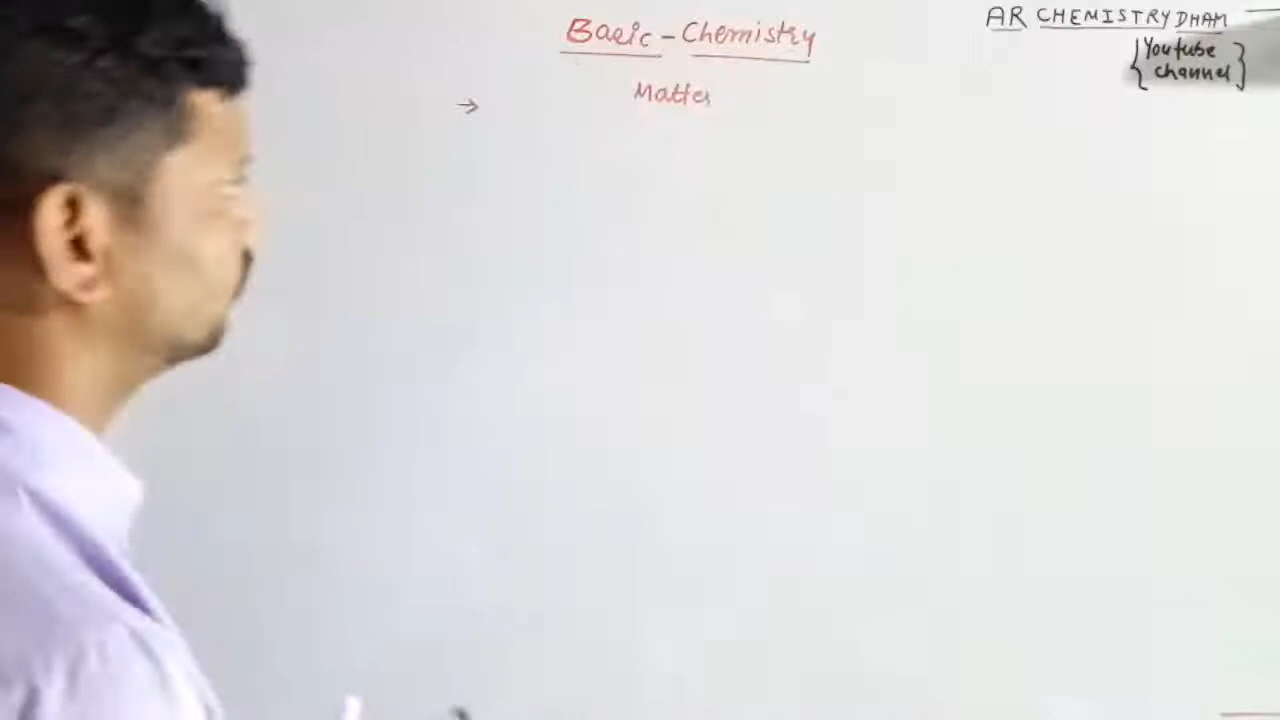 Basic - Chemistry
AR CHEMISTRY DHAM
{Youtube
channel}
→ Matter